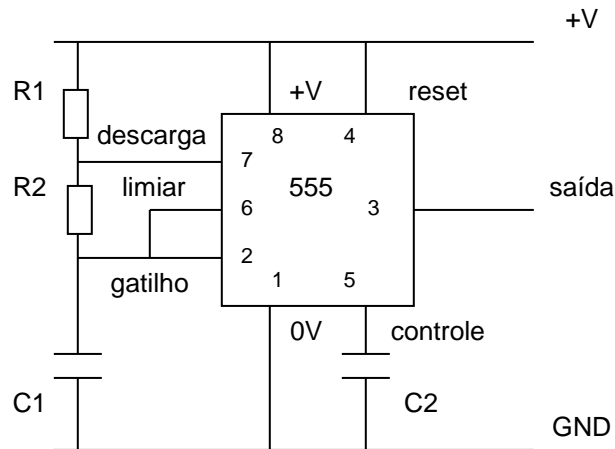 +V
R1
+V
reset
8
4
descarga
7
R2
limiar
555
saída
6
3
2
gatilho
1
5
0V
controle
C1
C2
GND